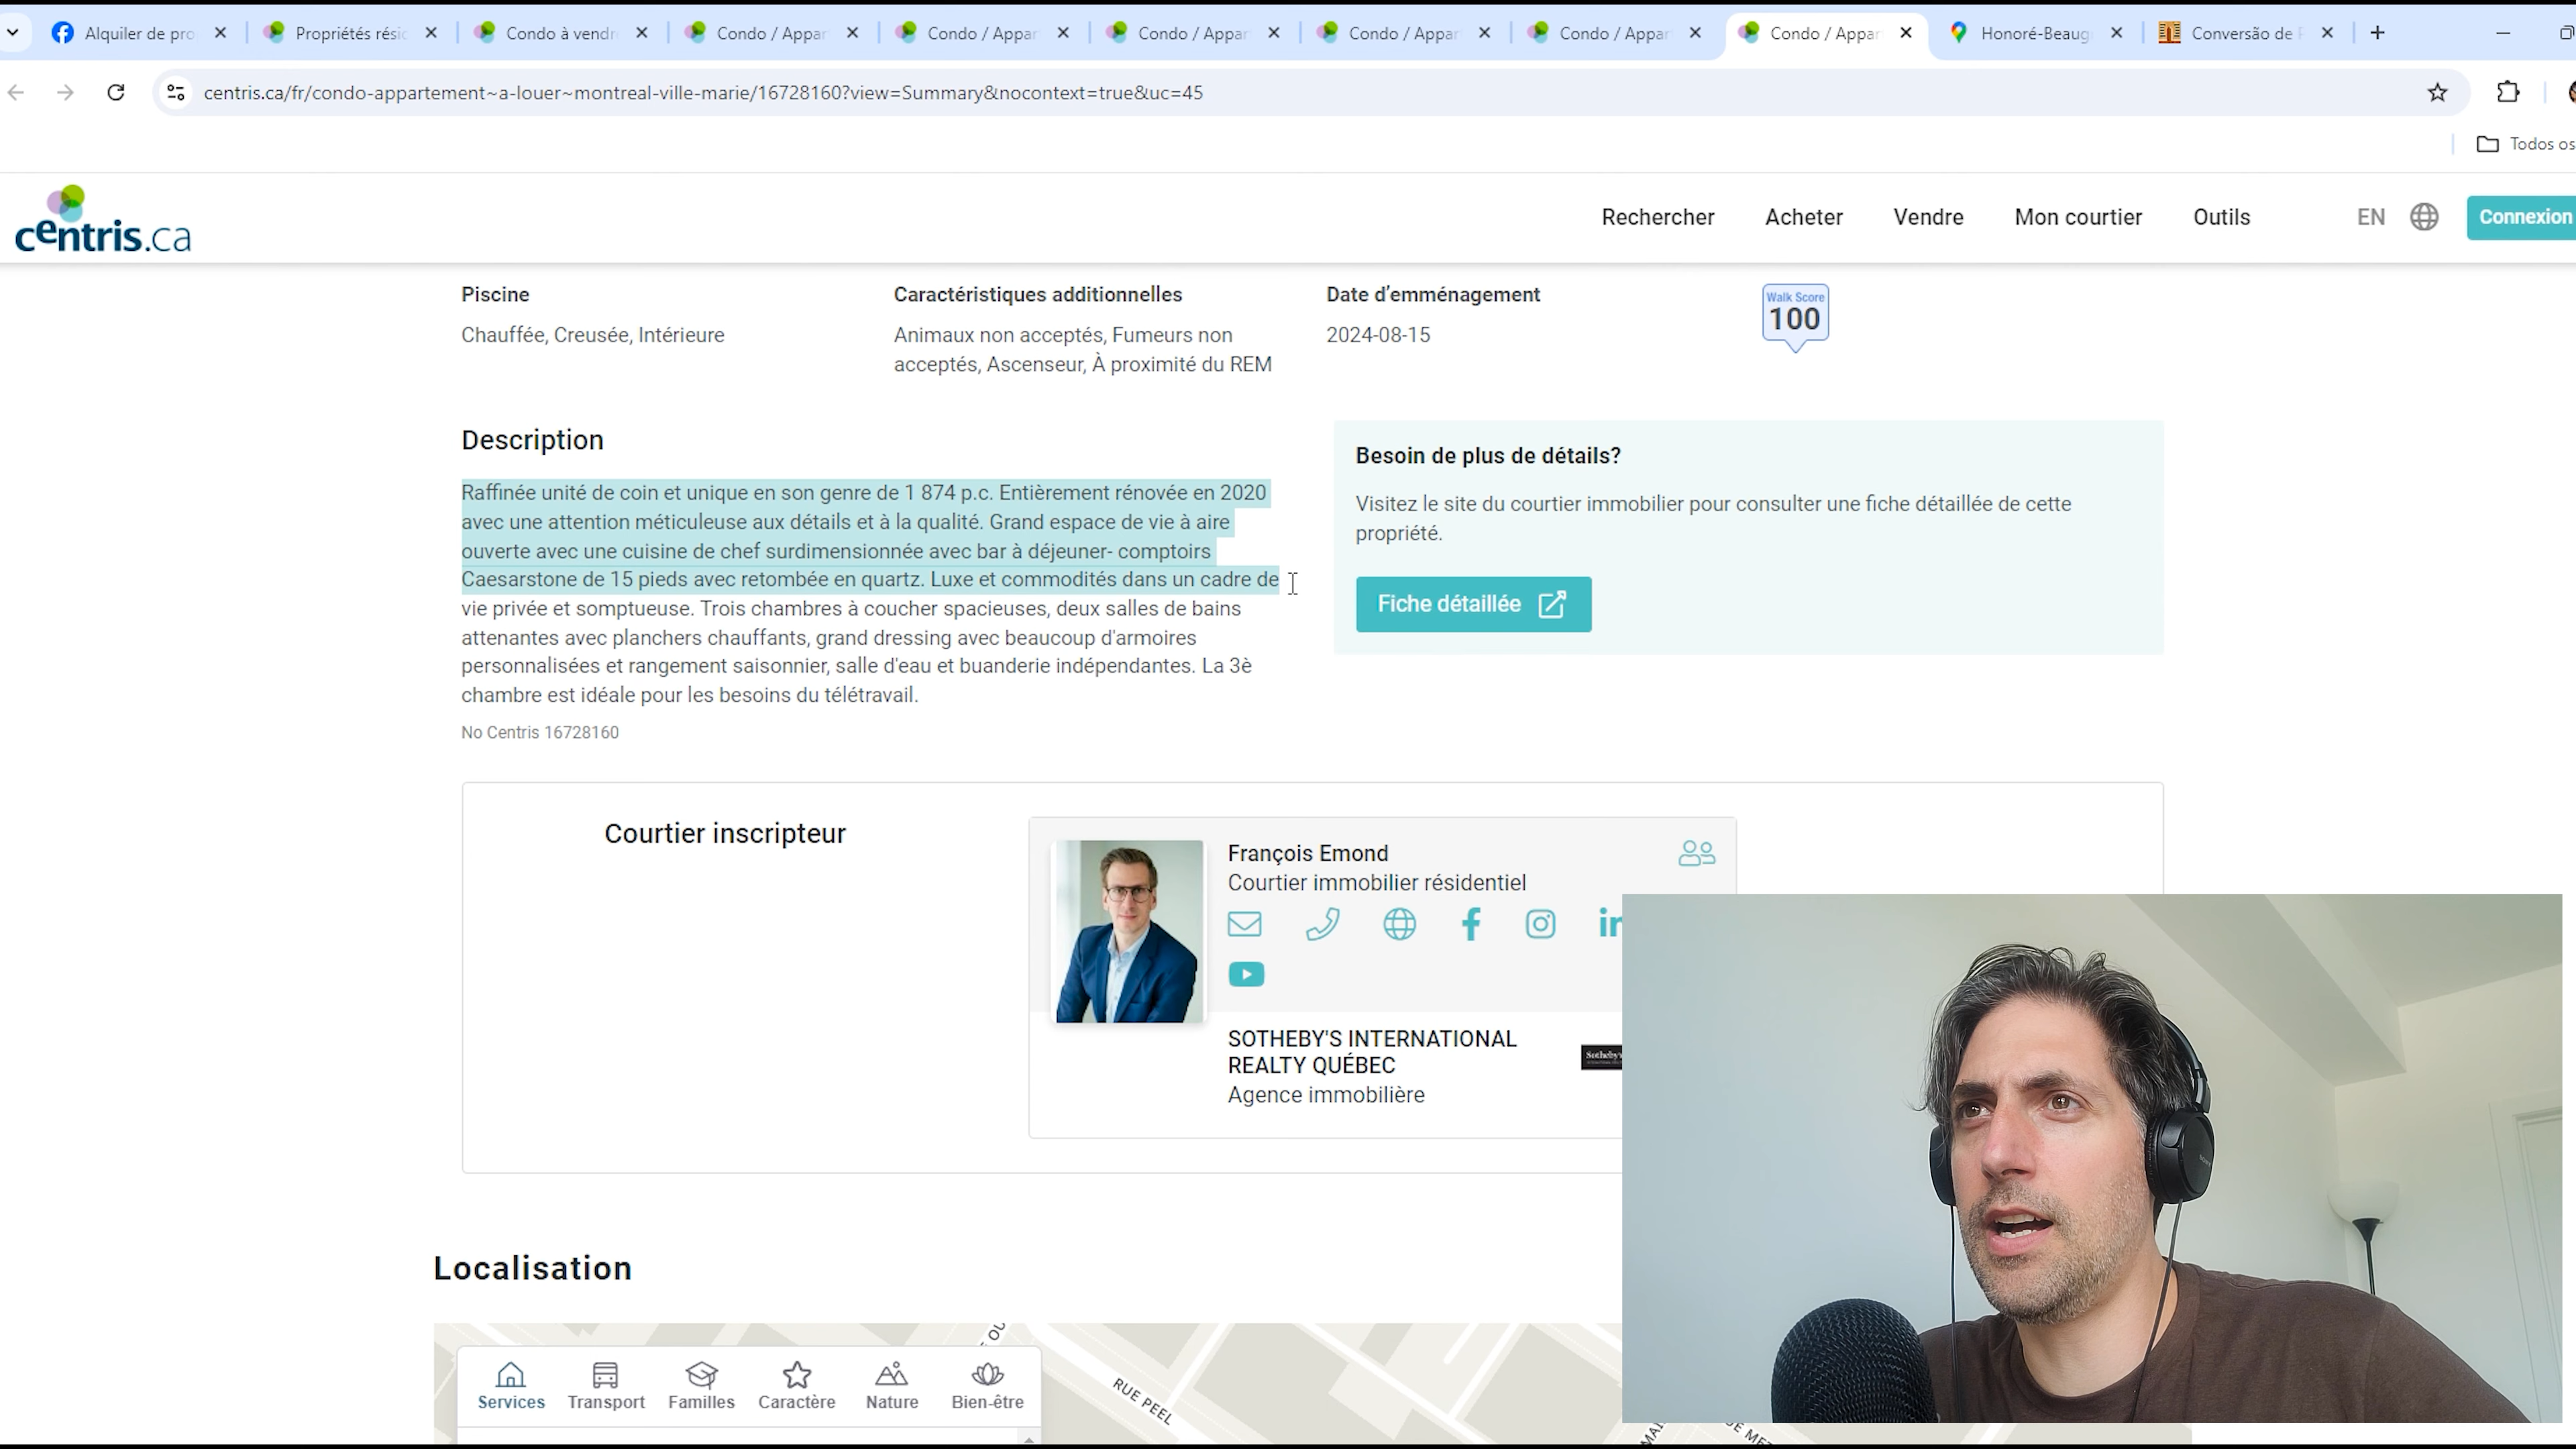 Alquiler de pro
Propriétés résic
Condo à vendr
Condo / Appar
Condo / Appar
Condo / Appar
Condo / Appar
Condo / Appar
Condo / Appar
Honoré-Beaug
Conversão de
centris.ca/fr/condo-appartement~a-louer~montreal-ville-marie/16728160?view=Summary&nocontext=true&uc=45
Todos os
centris.ca
Rechercher
Acheter
Vendre
Mon courtier
Outils
EN
Connexion
Piscine
Chauffée, Creusée, Intérieure
Caractéristiques additionnelles
Animaux non acceptés, Fumeurs non
acceptés, Ascenseur, À proximité du REM
Date d’emménagement
2024-08-15
Walk Score
100
Description
Raffinée unité de coin et unique en son genre de 1 874 p.c. Entièrement rénovée en 2020
avec une attention méticuleuse aux détails et à la qualité. Grand espace de vie à aire
ouverte avec une cuisine de chef surdimensionnée avec bar à déjeuner- comptoirs
Caesarstone de 15 pieds avec retombée en quartz. Luxe et commodités dans un cadre de
vie privée et somptueuse. Trois chambres à coucher spacieuses, deux salles de bains
attenantes avec planchers chauffants, grand dressing avec beaucoup d'armoires
personnalisées et rangement saisonnier, salle d'eau et buanderie indépendantes. La 3è
chambre est idéale pour les besoins du télétravail.
No Centris 16728160
Besoin de plus de détails?
Visitez le site du courtier immobilier pour consulter une fiche détaillée de cette
propriété.
Fiche détaillée
Courtier inscripteur
François Emond
Courtier immobilier résidentiel
SOTHEBY'S INTERNATIONAL
REALTY QUÉBEC
Agence immobilière
Sotheby's
Localisation
Services
Transport
Familles
Caractère
Nature
Bien-être
RUE PEEL